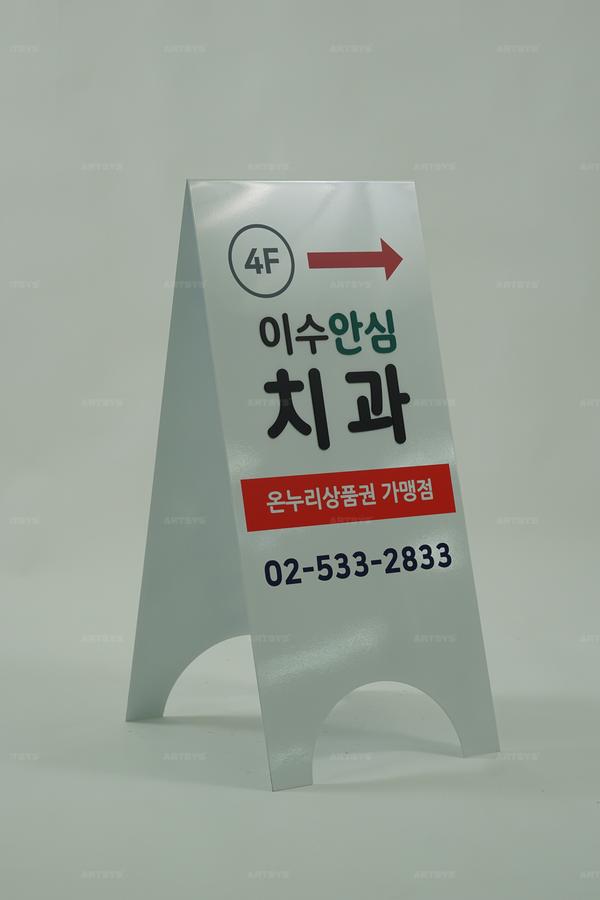 4F
이수안심
치과
온누리상품권 가맹점
02-533-2833
ARTSYS